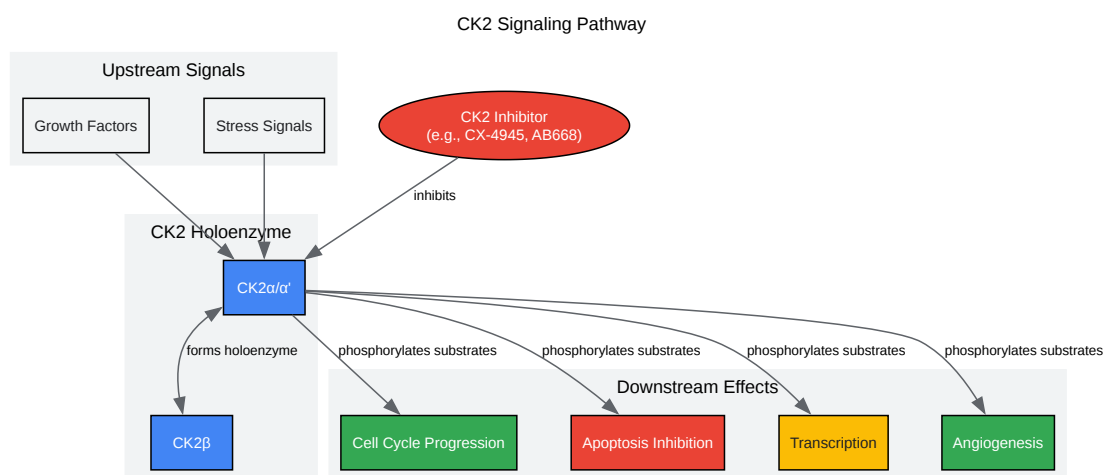 CK2 Signaling Pathway
Upstream Signals
Growth Factors
Stress Signals
CK2 Inhibitor
(e.g., CX-4945, AB668)
inhibits
CK2 Holoenzyme
CK2α/α'
forms holoenzyme
phosphorylates substrates
phosphorylates substrates
phosphorylates substrates
phosphorylates substrates
Downstream Effects
CK2β
Cell Cycle Progression
Apoptosis Inhibition
Transcription
Angiogenesis